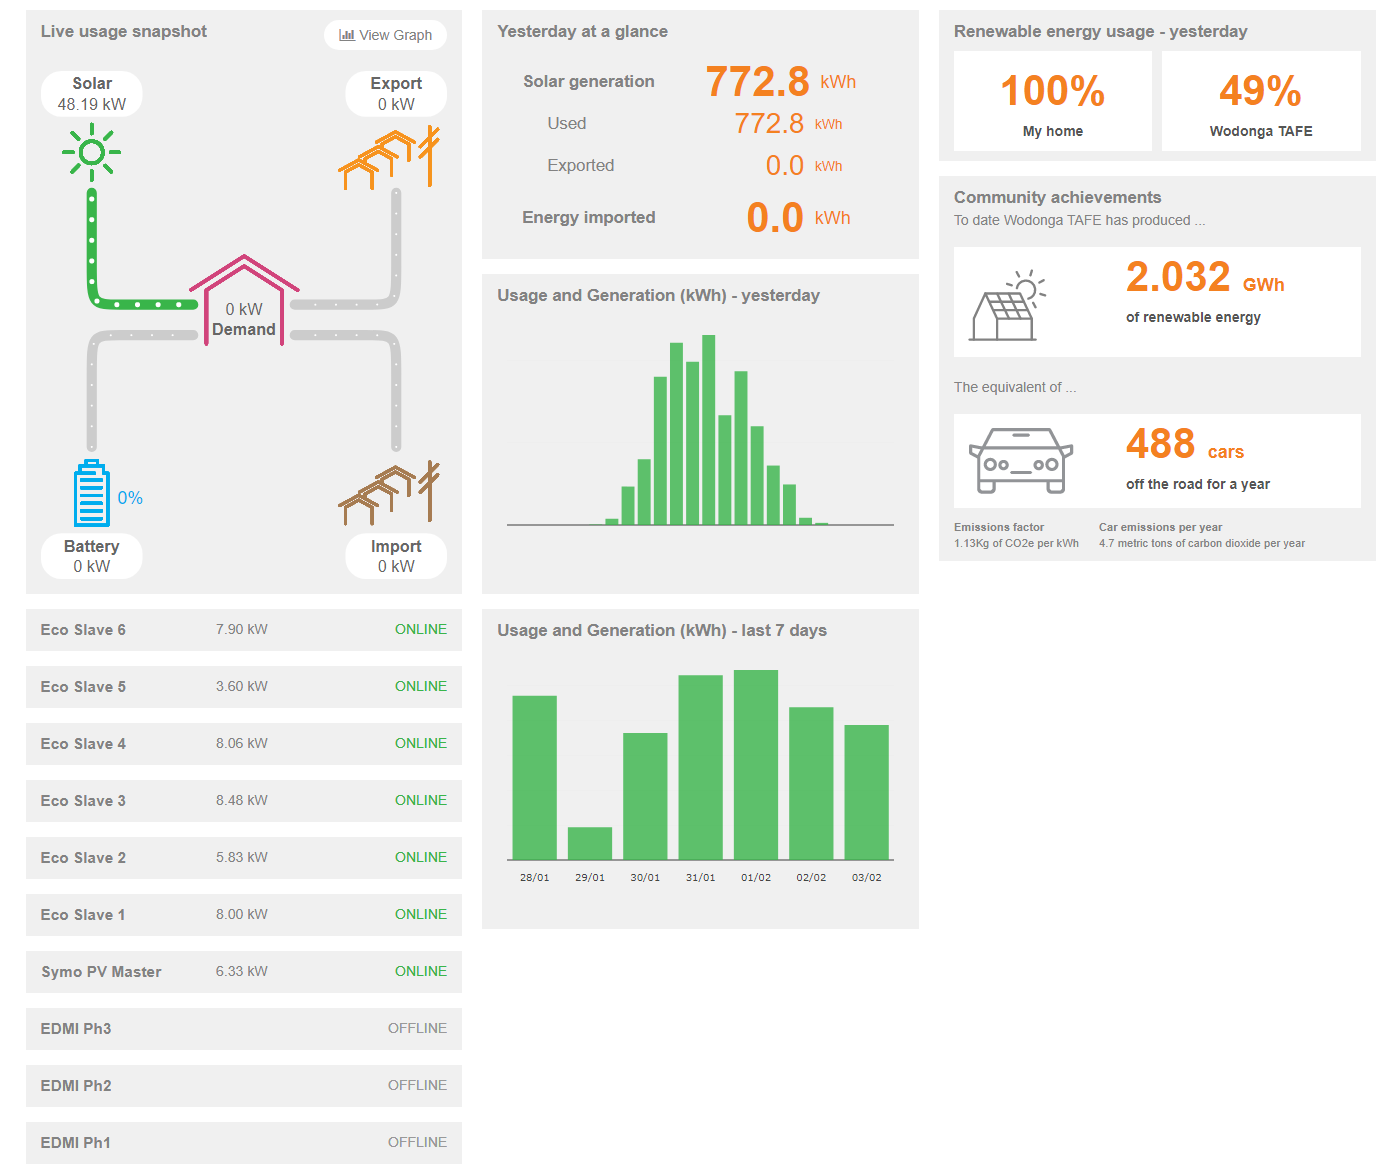 Live usage snapshot
View Graph
Solar
48.19 kW
Export
0 kW
0 kW
Demand
0%
Battery
0 kW
Import
0 kW
Eco Slave 6 7.90 kW ONLINE
Eco Slave 5 3.60 kW ONLINE
Eco Slave 4 8.06 kW ONLINE
Eco Slave 3 8.48 kW ONLINE
Eco Slave 2 5.83 kW ONLINE
Eco Slave 1 8.00 kW ONLINE
Symo PV Master 6.33 kW ONLINE
EDMI Ph3 OFFLINE
EDMI Ph2 OFFLINE
EDMI Ph1 OFFLINE
Yesterday at a glance
Solar generation 772.8 kWh
Used 772.8 kWh
Exported 0.0 kWh
Energy imported 0.0 kWh
Usage and Generation (kWh) - yesterday
Usage and Generation (kWh) - last 7 days
28/01 29/01 30/01 31/01 01/02 02/02 03/02
Renewable energy usage - yesterday
100%
My home
49%
Wodonga TAFE
Community achievements
To date Wodonga TAFE has produced ...
2.032 GWh
of renewable energy
The equivalent of ...
488 cars
off the road for a year
Emissions factor
1.13Kg of CO2e per kWh
Car emissions per year
4.7 metric tons of carbon dioxide per year